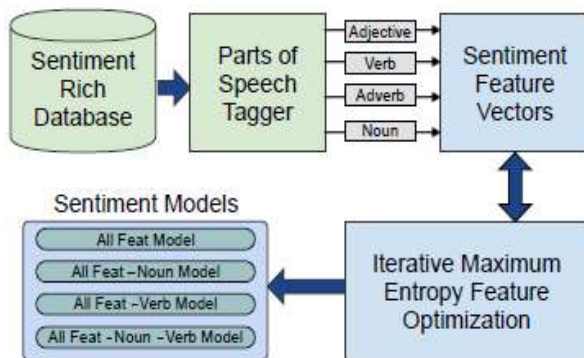 Sentiment
Rich
Database
Parts of
Speech
Tagger
Adjective
Verb
Adverb
Noun
Sentiment
Feature
Vectors
Sentiment Models
All Feat Model
All Feat –Noun Model
All Feat –Verb Model
All Feat -Noun –Verb Model
Iterative Maximum
Entropy Feature
Optimization